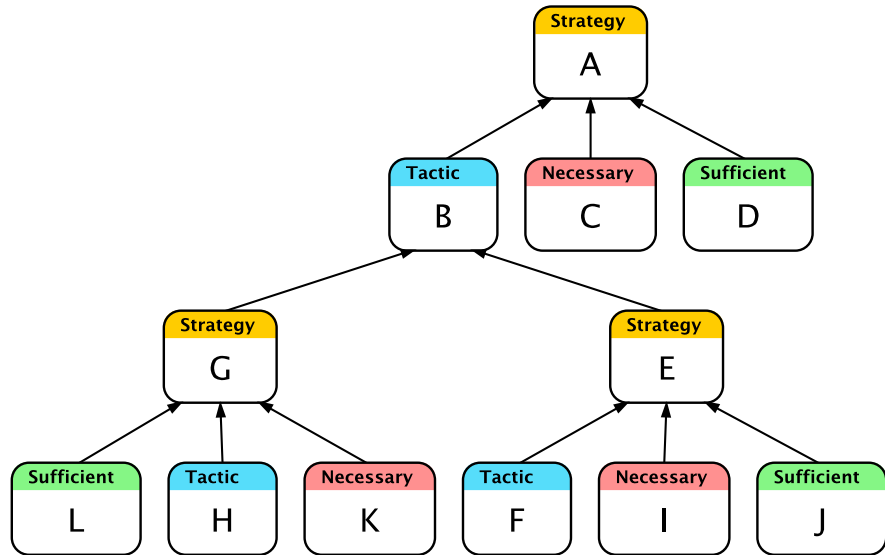 Strategy
A
Tactic
B
Necessary
C
Sufficient
D
Strategy
G
Strategy
E
Sufficient
L
Tactic
H
Necessary
K
Tactic
F
Necessary
I
Sufficient
J